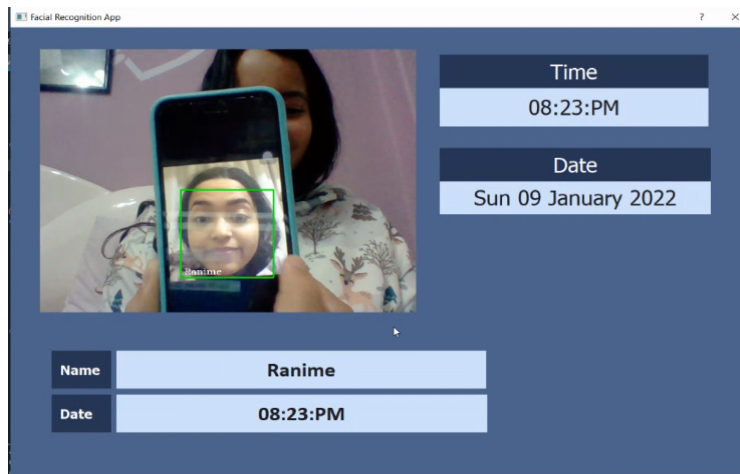 Facial Recognition App
?
Time
08:23:PM
Date
Sun 09 January 2022
Ranime
Name
Ranime
Date
08:23:PM